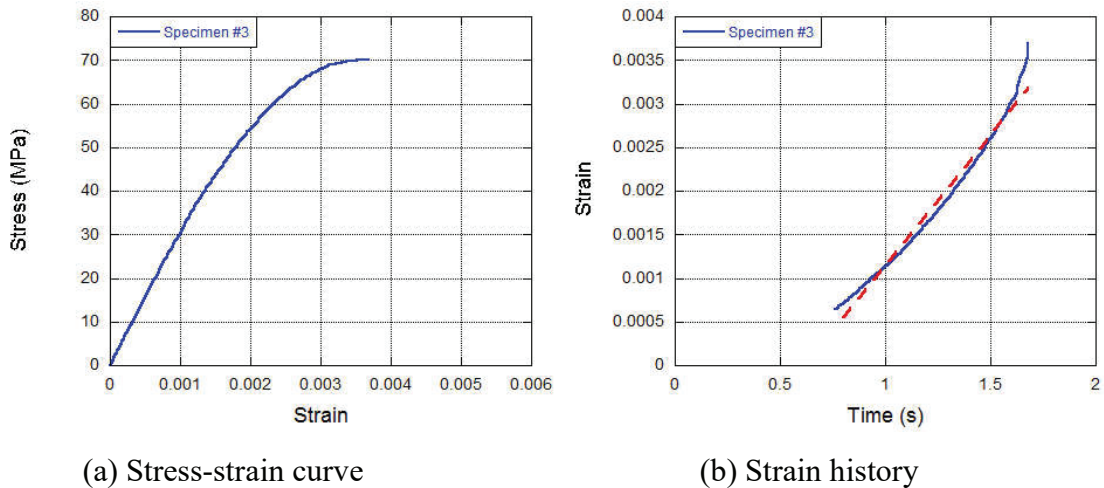 Specimen #3
80
70
60
50
40
30
20
10
0
0 0.001 0.002 0.003 0.004 0.005 0.006
Stress (MPa)
Strain
(a) Stress-strain curve
Specimen #3
0.004
0.0035
0.003
0.0025
0.002
0.0015
0.001
0.0005
0
0 0.5 1 1.5 2
Strain
Time (s)
(b) Strain history